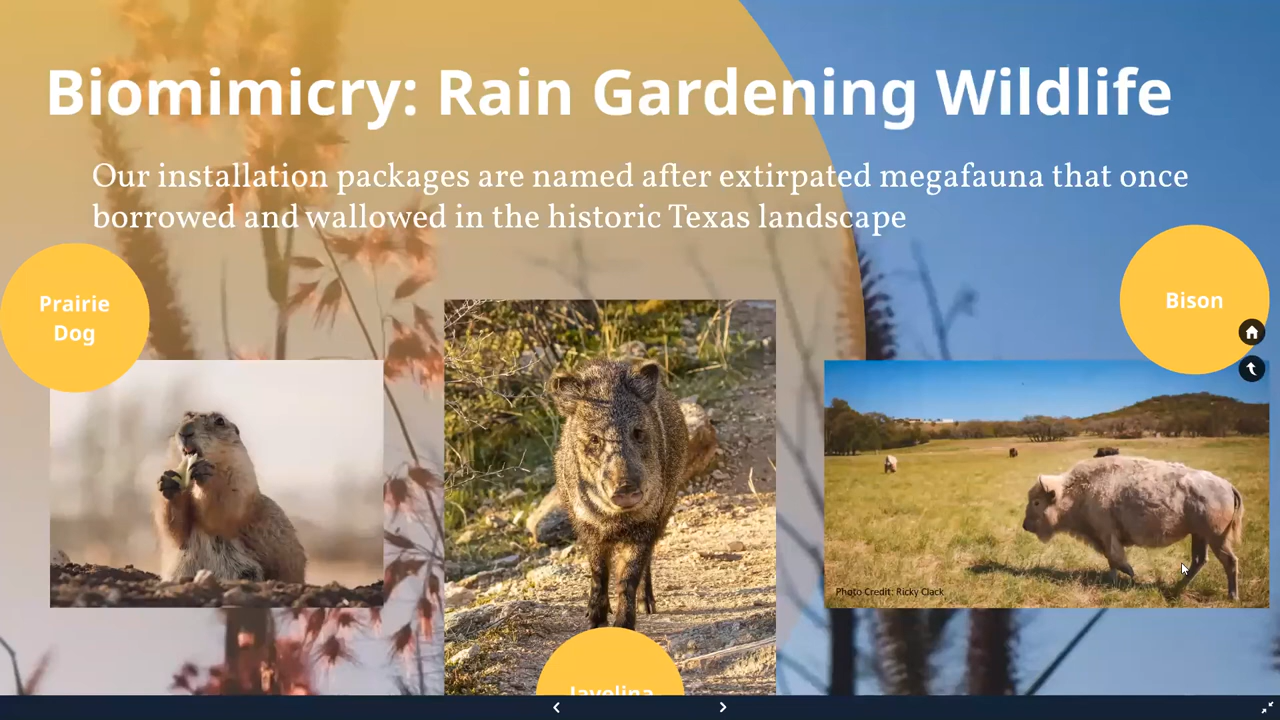 Biomimicry: Rain Gardening Wildlife
Our installation packages are named after extirpated megafauna that once
borrowed and wallowed in the historic Texas landscape
Prairie
Dog
Bison
Photo Credit: Ricky Clack
Javelina